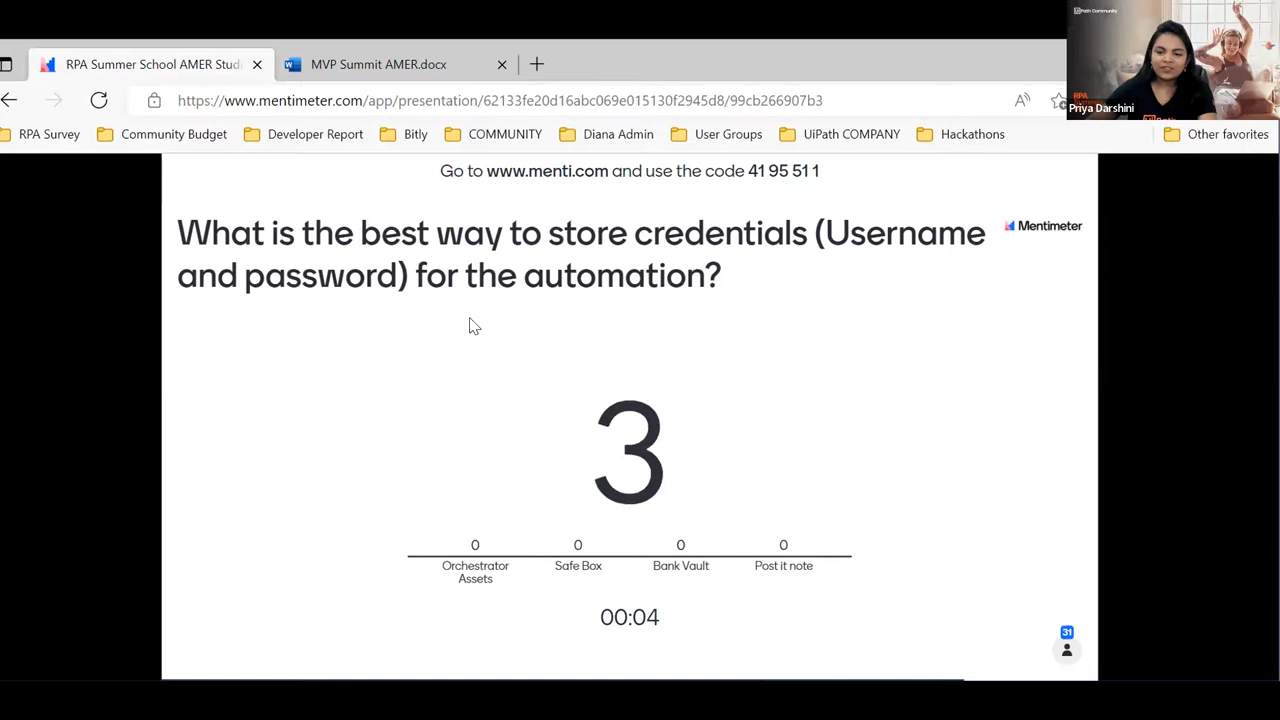 UiPath Community
RPA Summer School AMER Stud
MVP Summit AMER.docx
https://www.mentimeter.com/app/presentation/62133fe20d16abc069e015130f2945d8/99cb266907b3
RPA
Priya Darshini
RPA Survey
Community Budget
Developer Report
Bitly
COMMUNITY
Diana Admin
User Groups
UiPath COMPANY
Hackathons
Other favorites
Go to www.menti.com and use the code 41 95 51 1
What is the best way to store credentials (Username
and password) for the automation?
Mentimeter
3
0 0 0 0
Orchestrator Safe Box Bank Vault Post it note
Assets
00:04
31